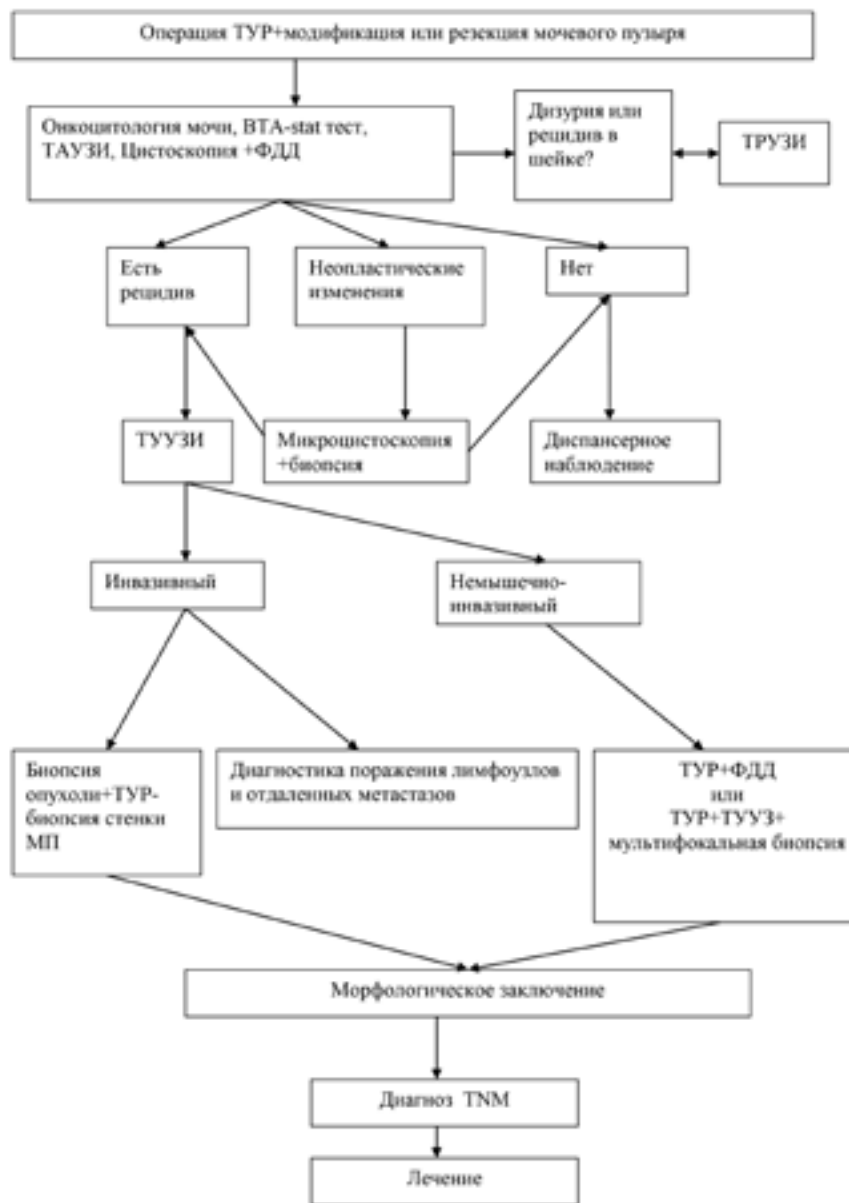 Операция ТУР+модификация или резекция мочевого пузыря
Онкоцитология мочи, BTA-stat тест,
ТАУЗИ, Цистоскопия +ФДД
Дизурия или
рецидив в
шейке?
ТРУЗИ
Есть
рецидив
Неопластические
изменения
Нет
ТУУЗИ
Микроцистоскопия
+биопсия
Диспансерное
наблюдение
Инвазивный
Немышечно-
инвазивный
Биопсия
опухоли+ТУР-
биопсия стенки
МП
Диагностика поражения лимфоузлов
и отдаленных метастазов
ТУР+ФДД
или
ТУР+ТУУЗ+
мультифокальная биопсия
Морфологическое заключение
Диагноз TNM
Лечение